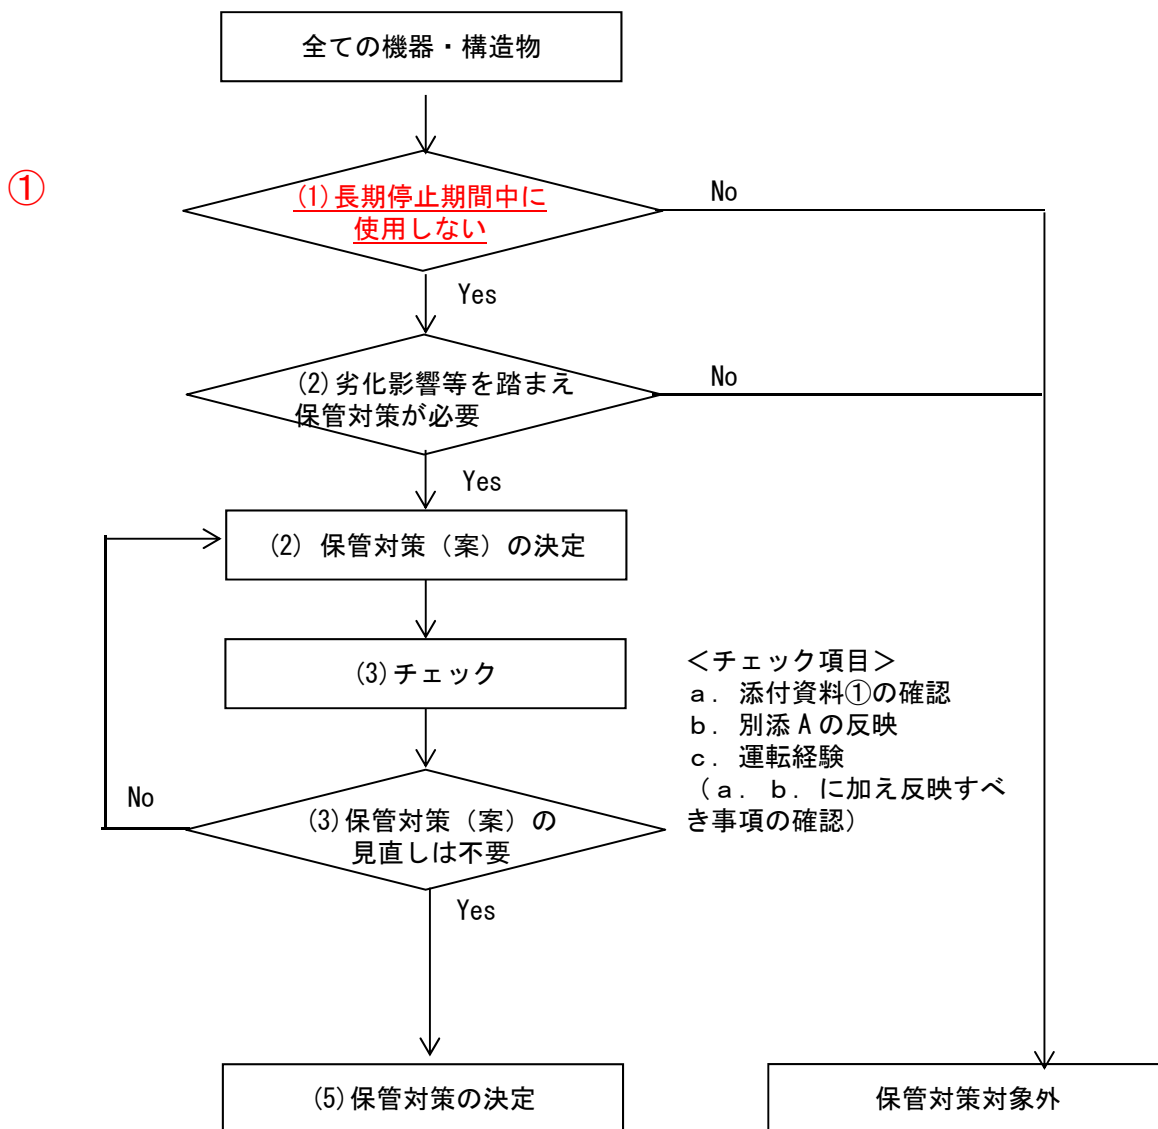 全ての機器・構造物
①
(1)長期停止期間中に
使用しない
No
Yes
(2)劣化影響等を踏まえ
保管対策が必要
No
Yes
(2) 保管対策（案）の決定
(3)チェック
＜チェック項目＞
ａ．添付資料①の確認
ｂ．別添 A の反映
ｃ．運転経験
（ａ．ｂ．に加え反映すべ
き事項の確認）
No
(3)保管対策（案）の
見直しは不要
Yes
(5)保管対策の決定
保管対策対象外